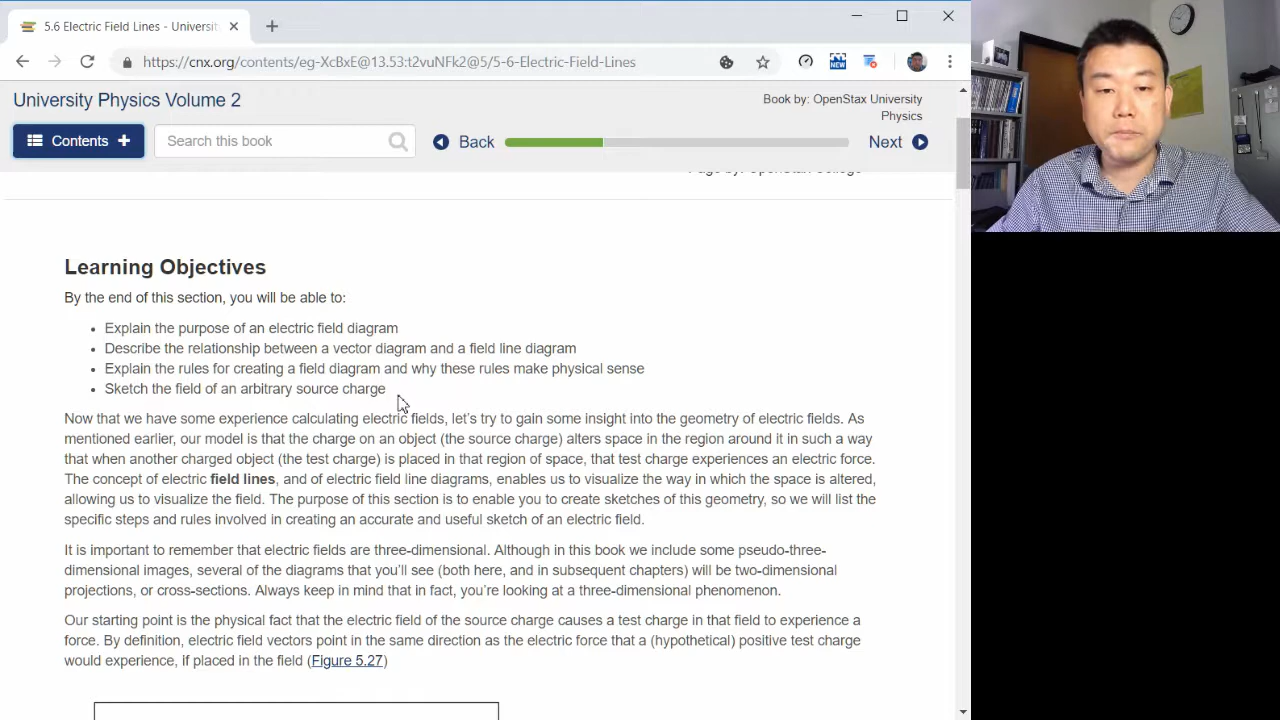 5.6 Electric Field Lines - Universit
https://cnx.org/contents/eg-XcBxE@13.53:t2vuNFk2@5/5-6-Electric-Field-Lines
NEW
University Physics Volume 2
Book by: OpenStax University
Physics
Contents
Search this book
Back
Next
Page by: OpenStax College
Learning Objectives
By the end of this section, you will be able to:
• Explain the purpose of an electric field diagram
• Describe the relationship between a vector diagram and a field line diagram
• Explain the rules for creating a field diagram and why these rules make physical sense
• Sketch the field of an arbitrary source charge
Now that we have some experience calculating electric fields, let's try to gain some insight into the geometry of electric fields. As
mentioned earlier, our model is that the charge on an object (the source charge) alters space in the region around it in such a way
that when another charged object (the test charge) is placed in that region of space, that test charge experiences an electric force.
The concept of electric field lines, and of electric field line diagrams, enables us to visualize the way in which the space is altered,
allowing us to visualize the field. The purpose of this section is to enable you to create sketches of this geometry, so we will list the
specific steps and rules involved in creating an accurate and useful sketch of an electric field.
It is important to remember that electric fields are three-dimensional. Although in this book we include some pseudo-three-
dimensional images, several of the diagrams that you'll see (both here, and in subsequent chapters) will be two-dimensional
projections, or cross-sections. Always keep in mind that in fact, you're looking at a three-dimensional phenomenon.
Our starting point is the physical fact that the electric field of the source charge causes a test charge in that field to experience a
force. By definition, electric field vectors point in the same direction as the electric force that a (hypothetical) positive test charge
would experience, if placed in the field (Figure 5.27)